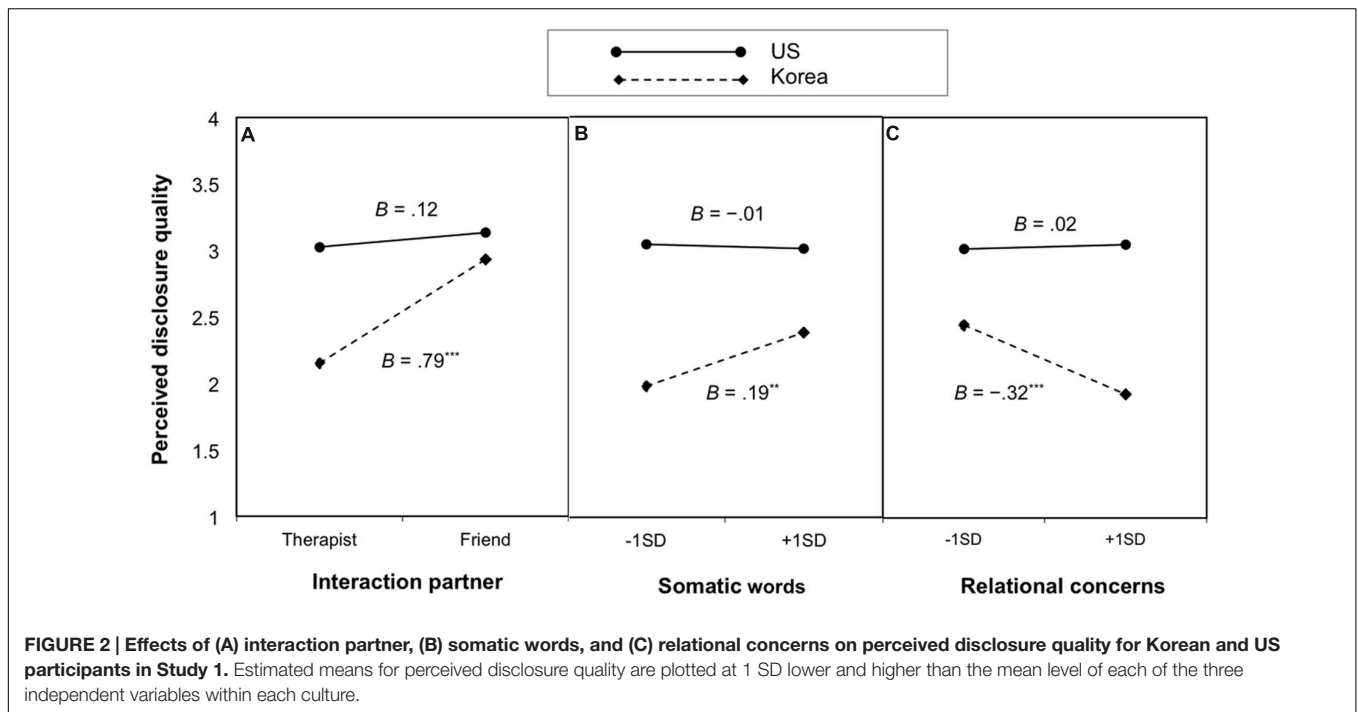 US
Korea
A
B
C
Perceived disclosure quality
4
3.5
3
2.5
2
1.5
1
B = .12
B = .79***
B = −.01
B = .19**
B = .02
B = −.32***
Therapist Friend
-1SD +1SD
-1SD +1SD
Interaction partner
Somatic words
Relational concerns
FIGURE 2 | Effects of (A) interaction partner, (B) somatic words, and (C) relational concerns on perceived disclosure quality for Korean and US
participants in Study 1. Estimated means for perceived disclosure quality are plotted at 1 SD lower and higher than the mean level of each of the three
independent variables within each culture.